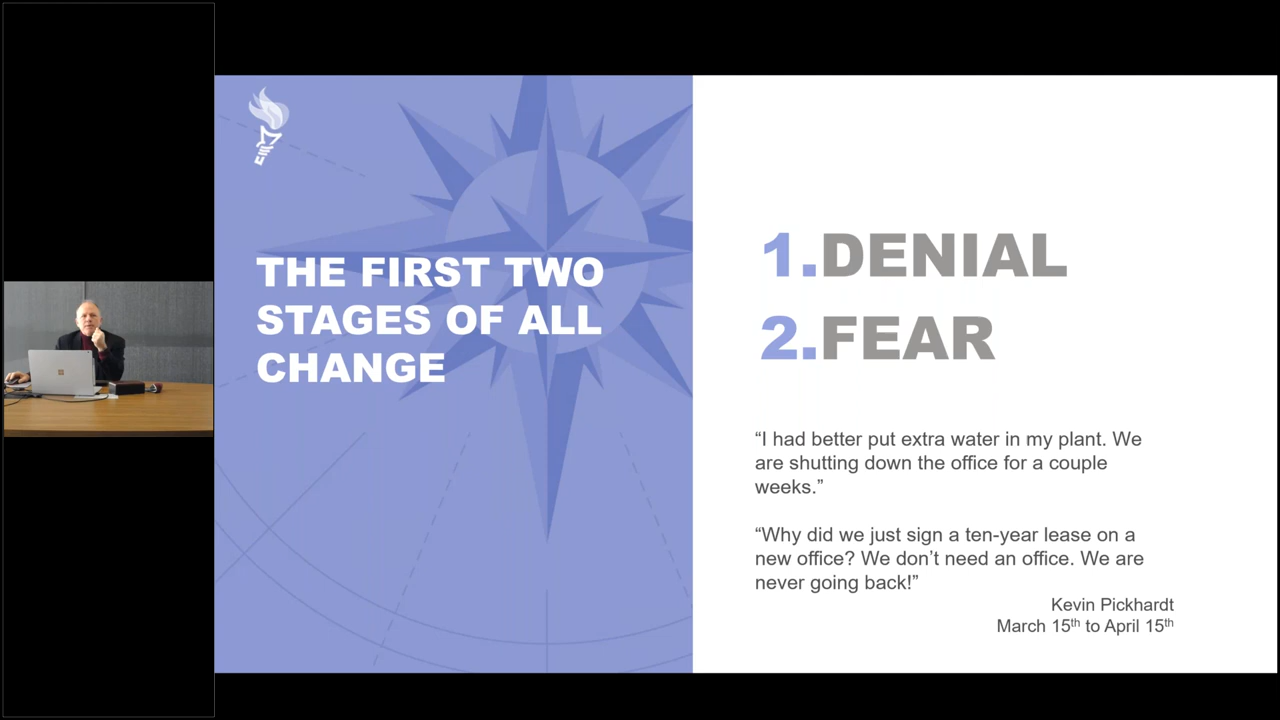 THE FIRST TWO
STAGES OF ALL
CHANGE
1.DENIAL
2.FEAR
“I had better put extra water in my plant. We
are shutting down the office for a couple
weeks.”
“Why did we just sign a ten-year lease on a
new office? We don’t need an office. We are
never going back!”
Kevin Pickhardt
March 15th to April 15th